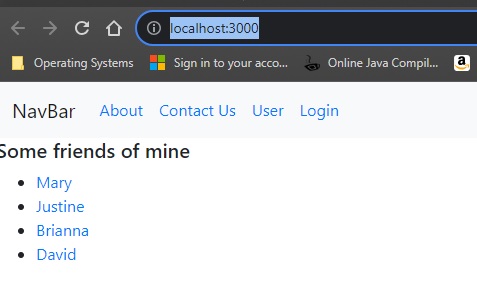 localhost:3000
Operating Systems Sign in to your acco... Online Java Compil...
NavBar About Contact Us User Login
Some friends of mine
Mary
Justine
Brianna
David